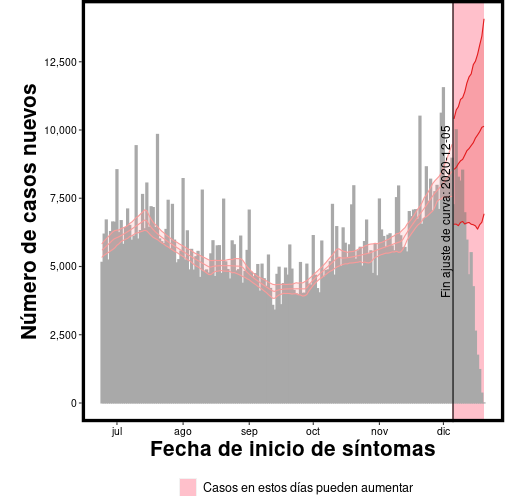 Número de casos nuevos
12,500
10,000
7,500
5,000
2,500
0
Fin ajuste de curva: 2020-12-05
jul ago sep oct nov dic
Fecha de inicio de síntomas
Casos en estos días pueden aumentar